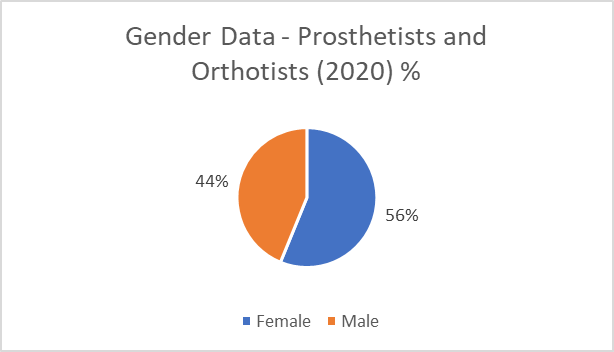 Gender Data - Prosthetists and
Orthotists (2020) %
44%
56%
Female
Male